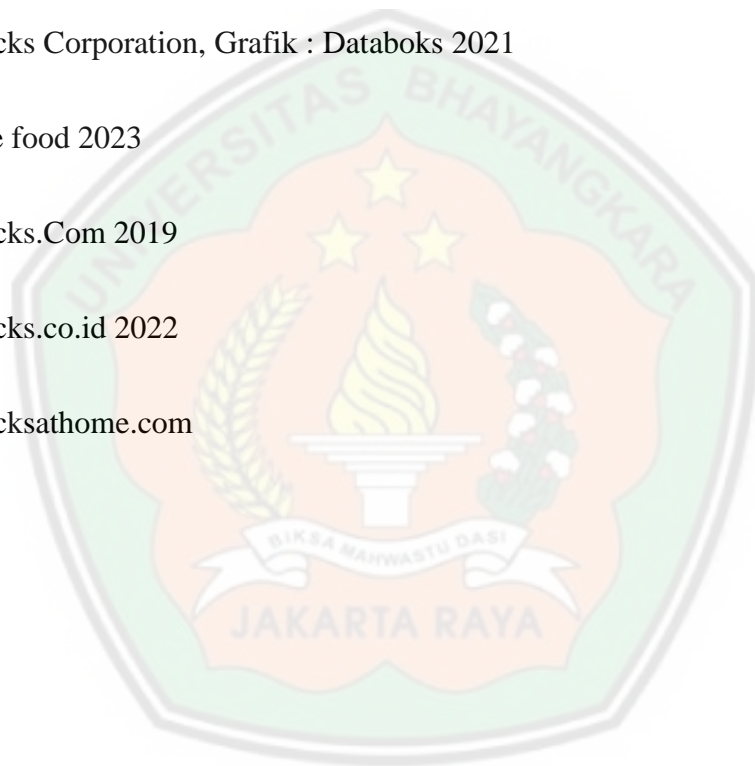 cks Corporation, Grafik : Databoks 2021
e food 2023
cks.Com 2019
cks.co.id 2022
cksathome.com
UNIVERSITAS BHAYANGKARA
BIKSA MAHWASTU DASI
JAKARTA RAYA